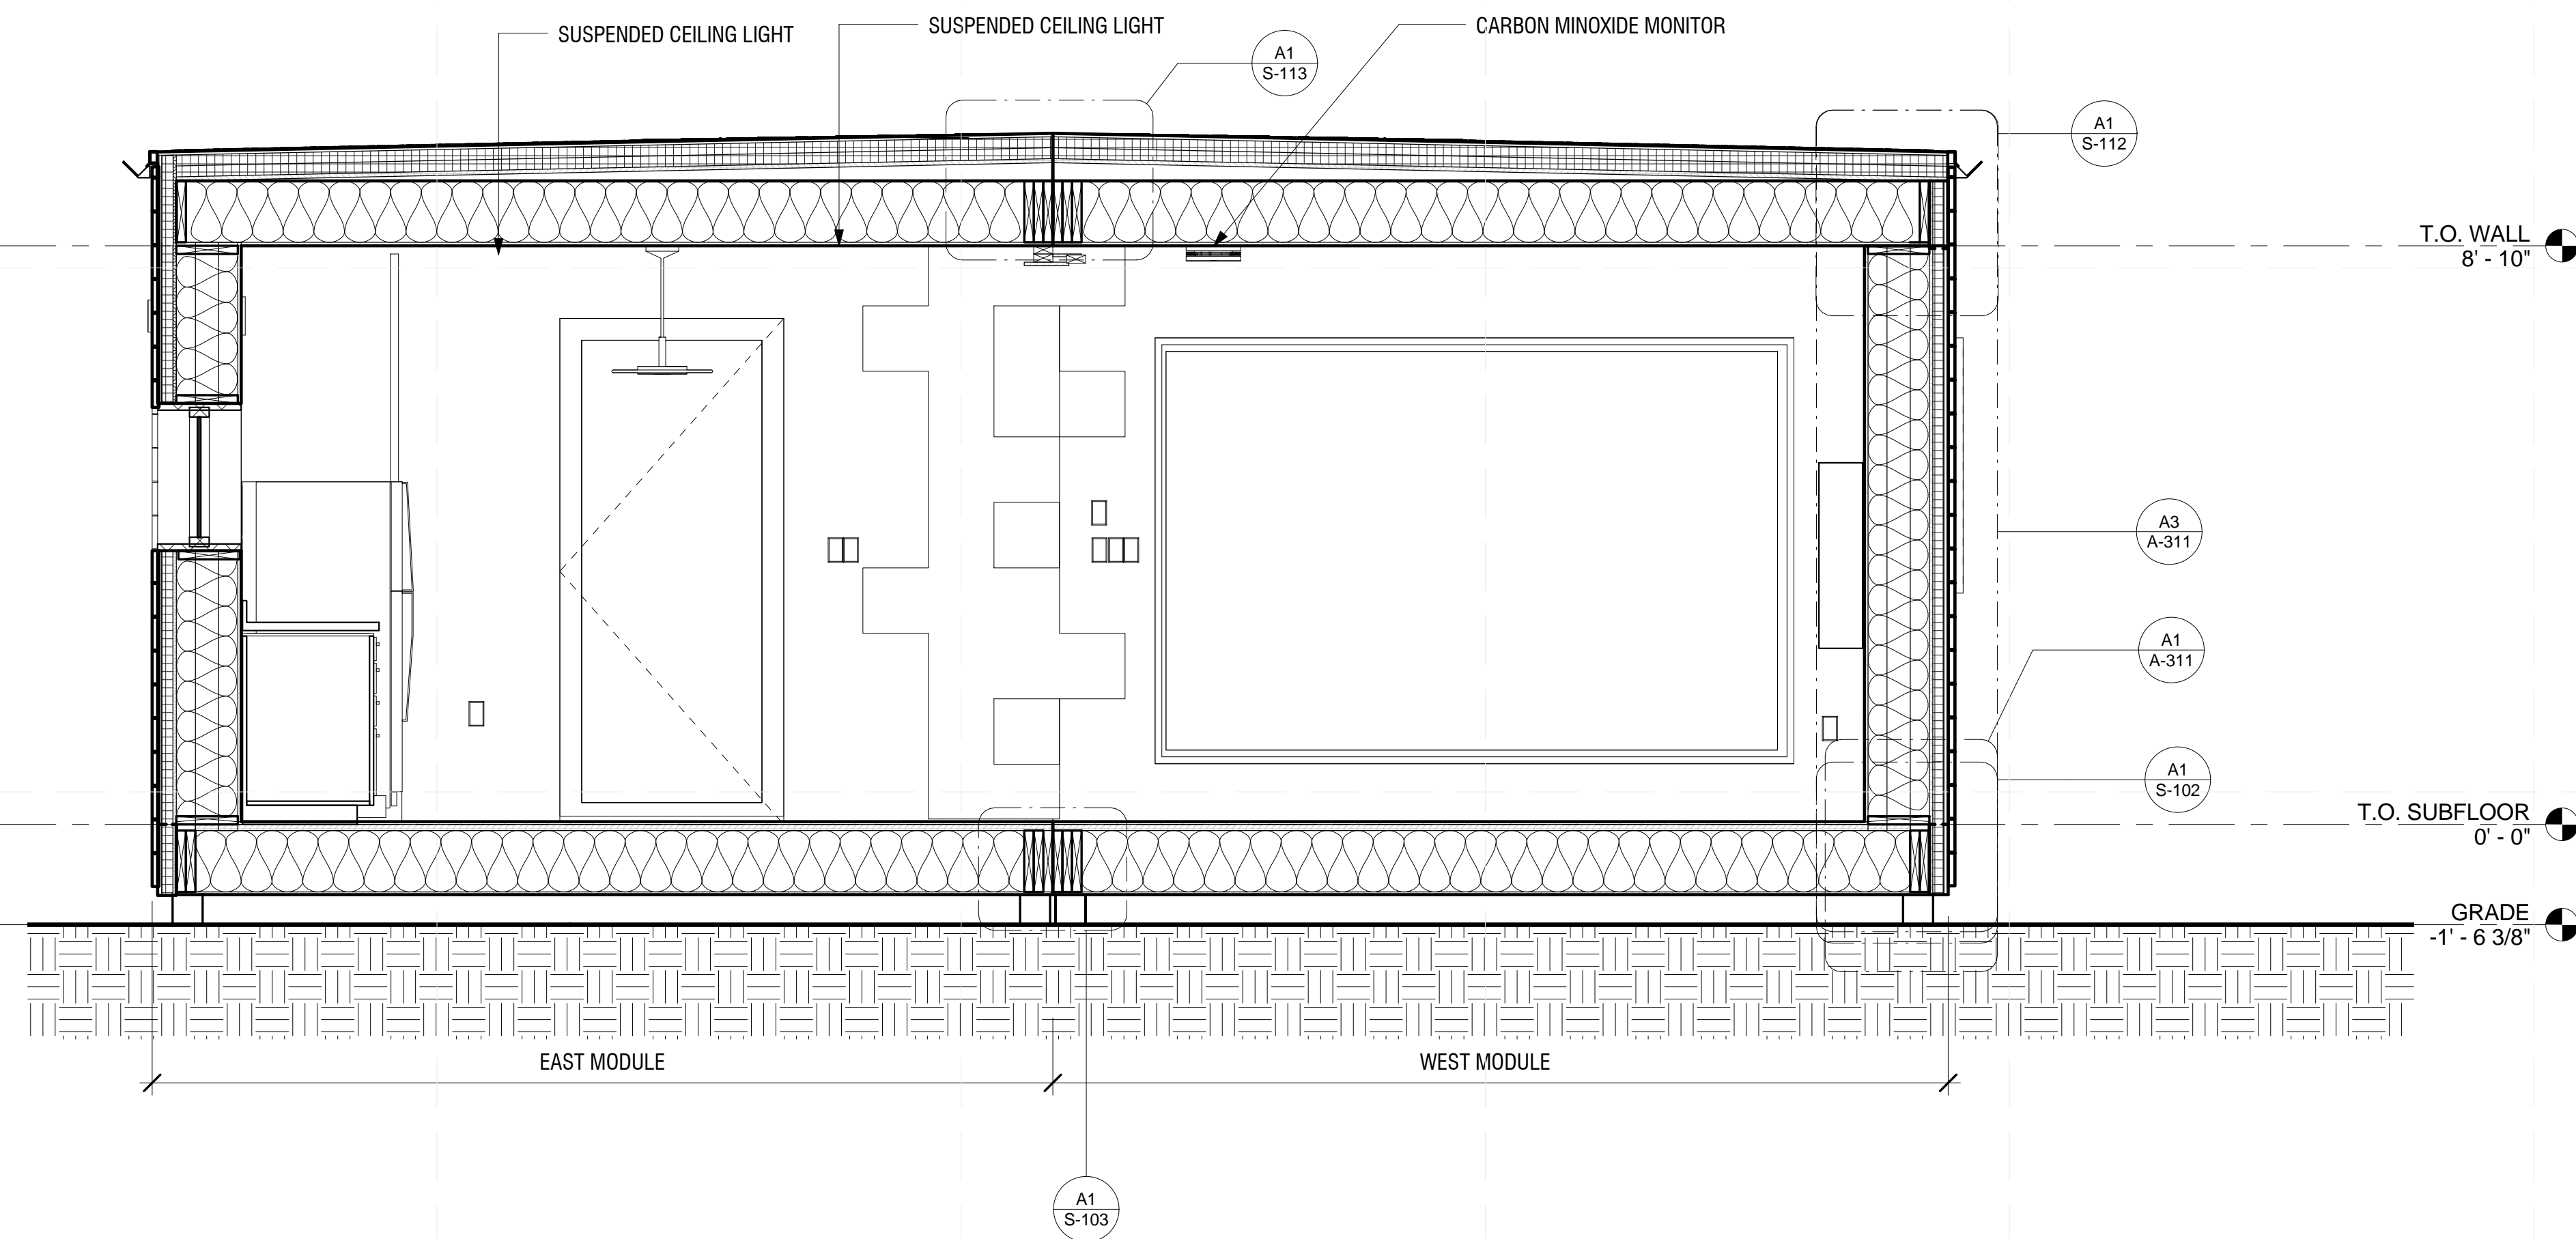 SUSPENDED CEILING LIGHT
SUSPENDED CEILING LIGHT
CARBON MINOXIDE MONITOR
A1
S-113
A1
S-112
T.O. WALL
8' - 10"
A3
A-311
A1
A-311
A1
S-102
T.O. SUBFLOOR
0' - 0"
GRADE
-1' - 6 3/8"
EAST MODULE
WEST MODULE
A1
S-103